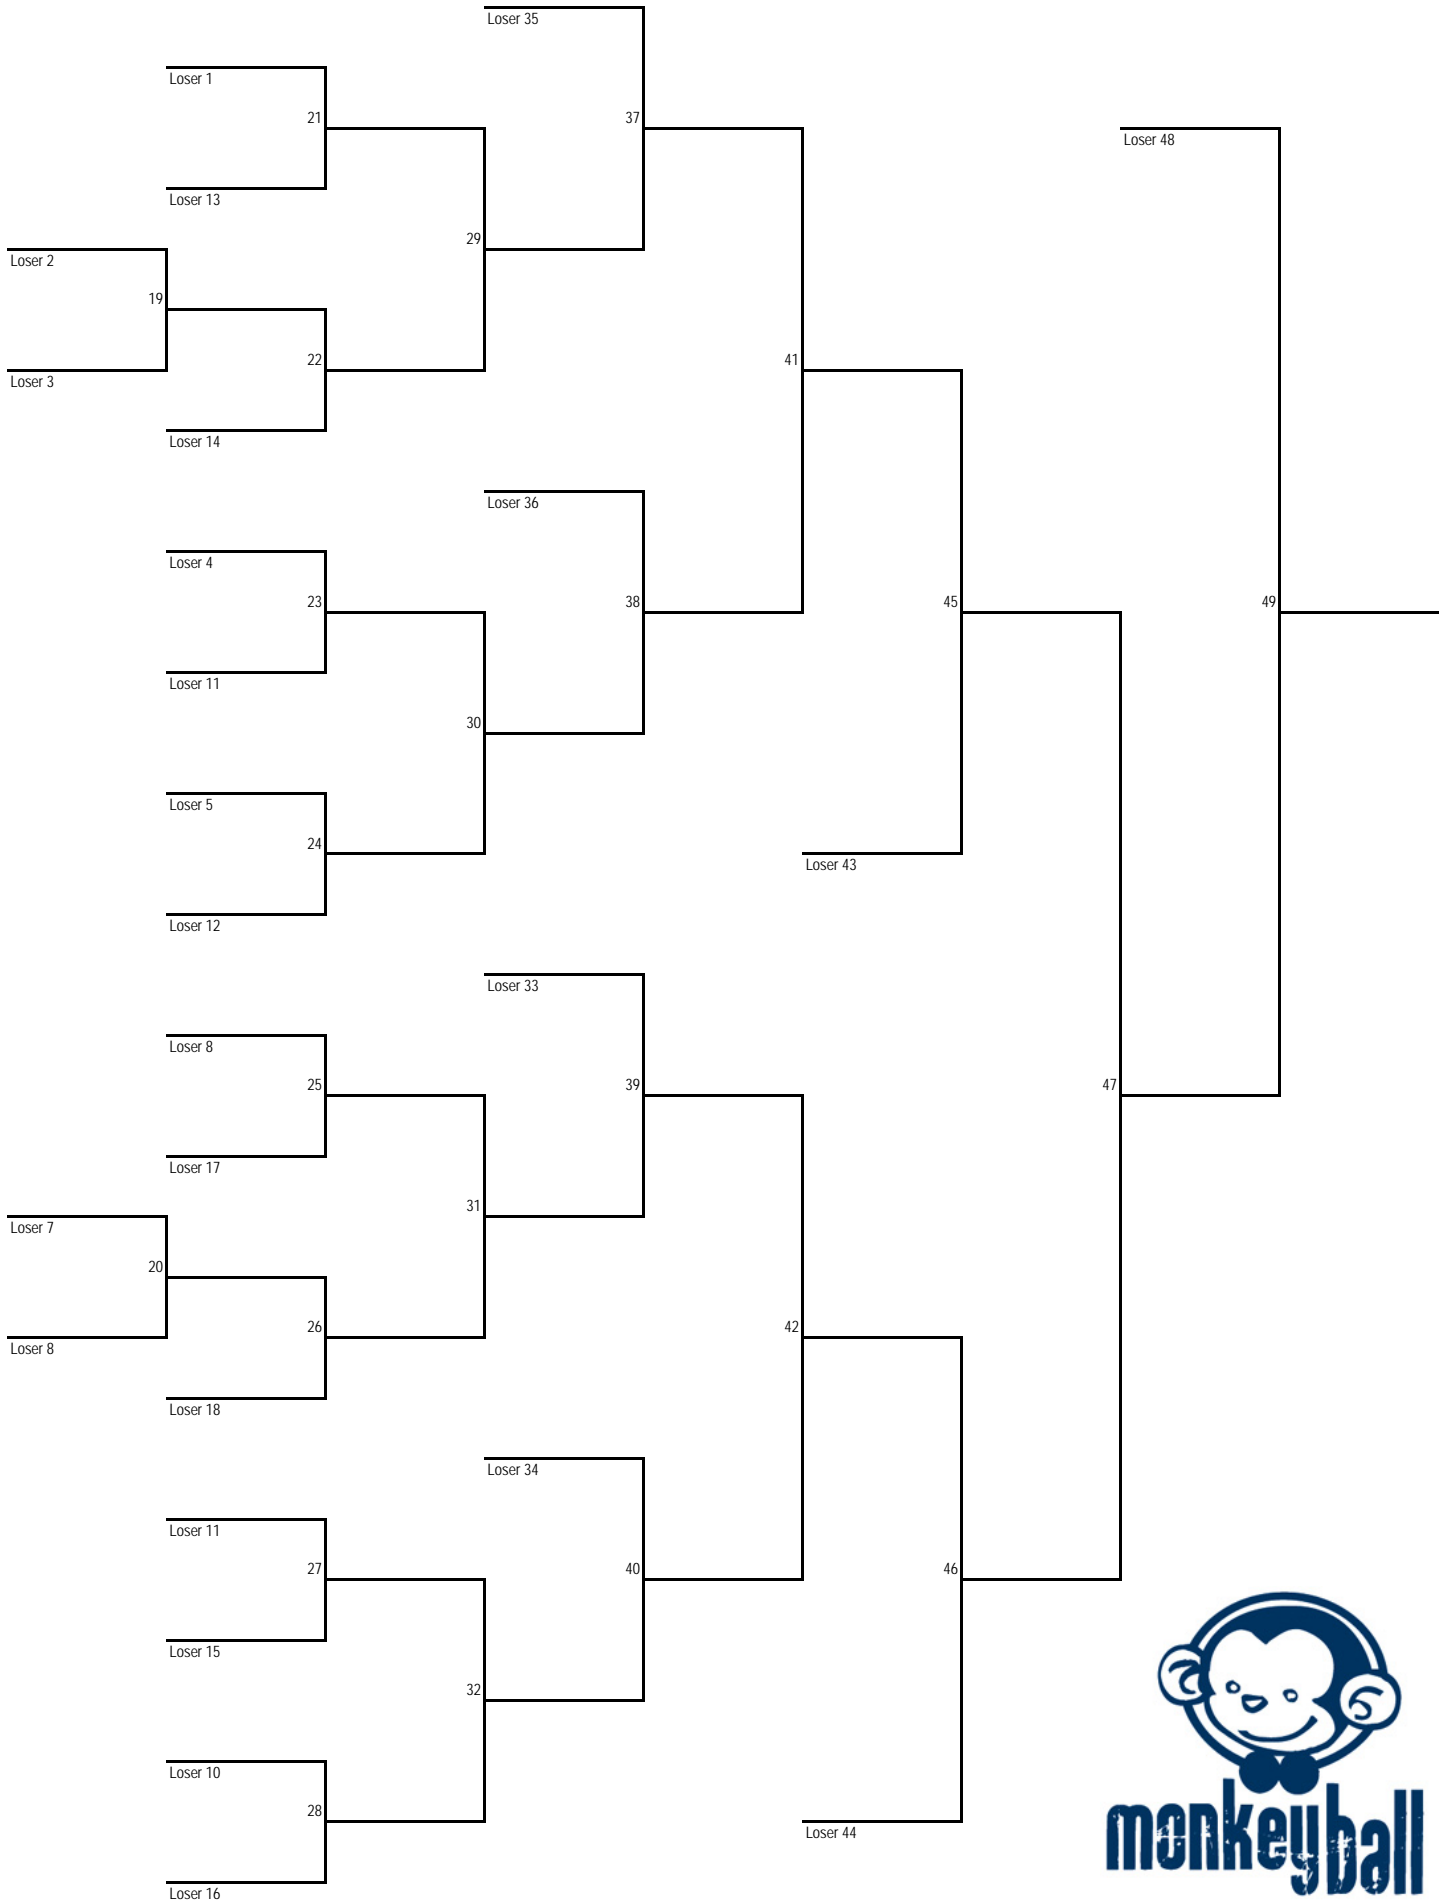 Loser 35
Loser 1
21
37
Loser 48
Loser 13
29
Loser 2
19
22
41
Loser 3
Loser 14
Loser 36
Loser 4
23
38
45
49
Loser 11
30
Loser 5
24
Loser 43
Loser 12
Loser 33
Loser 8
25
39
47
Loser 17
31
Loser 7
20
26
42
Loser 8
Loser 18
Loser 34
Loser 11
27
40
46
Loser 15
32
Loser 10
28
Loser 44
Loser 16
monkeyball